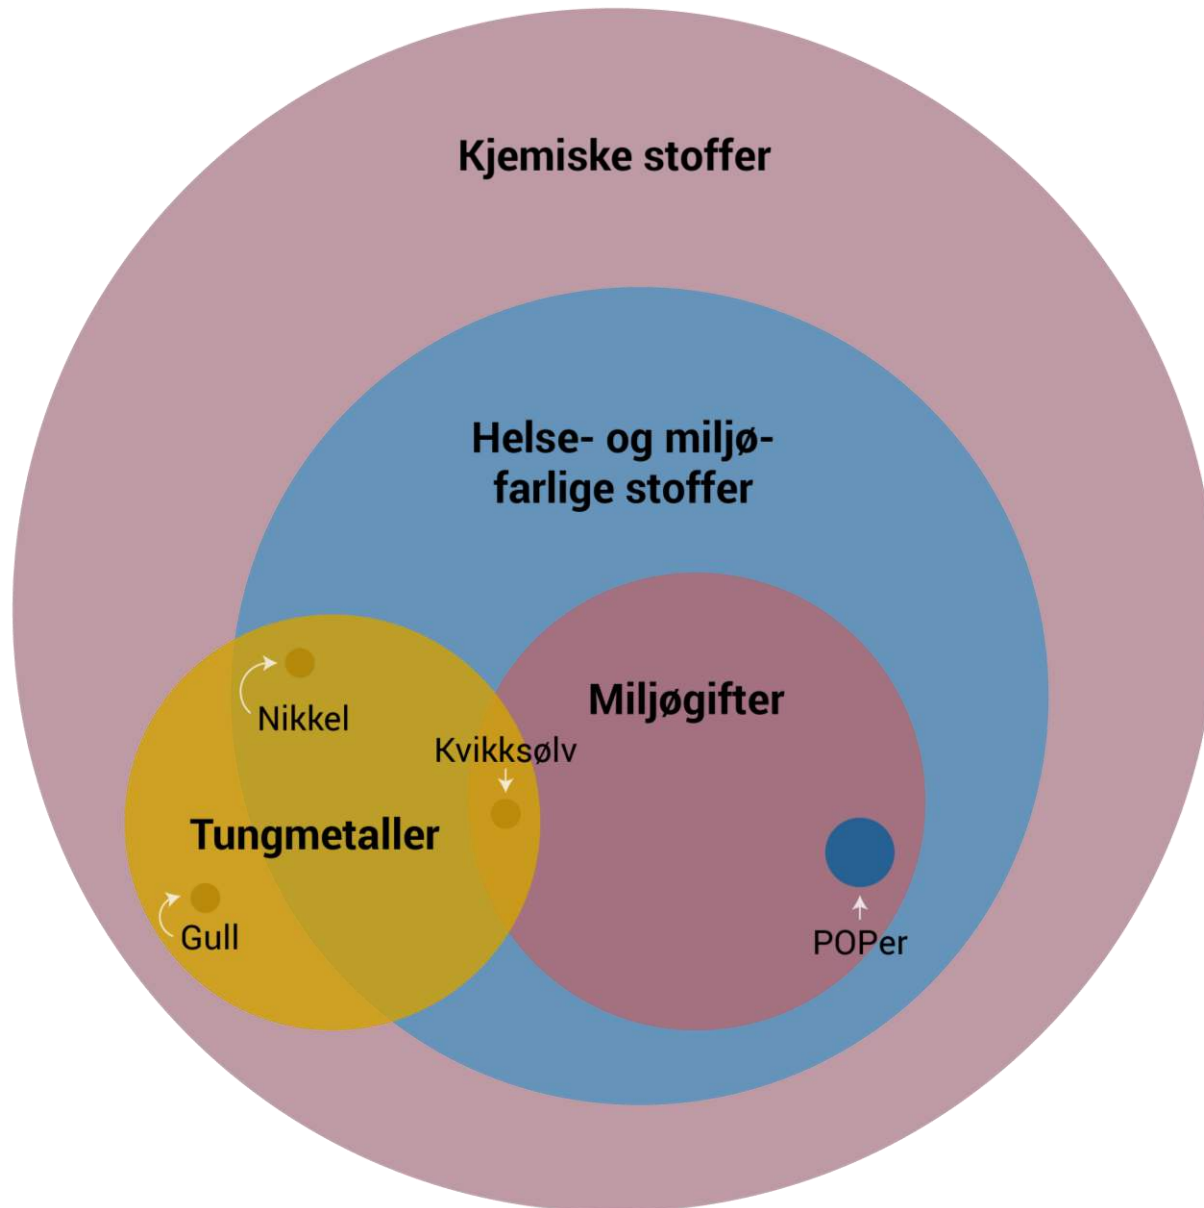 Kjemiske stoffer
Helse- og miljø-
farlige stoffer
Miljøgifter
Nikkel
Kvikksølv
Tungmetaller
Gull
POPer